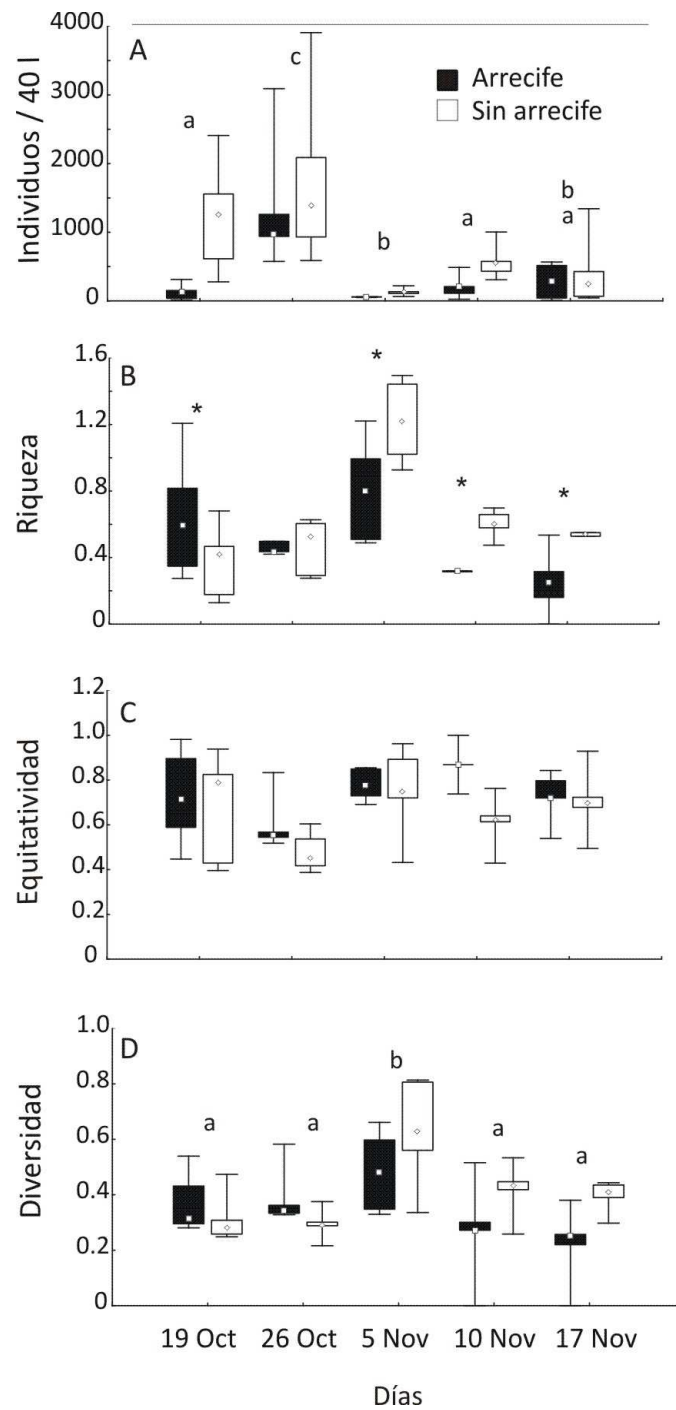 A
Individuos / 40 l
4000
3000
2000
1000
0
Arrecife
Sin arrecife
a
c
b
a
b
a
B
Riqueza
1.6
1.2
0.8
0.4
0
*
*
*
*
C
Equitatividad
1.2
1.0
0.8
0.6
0.4
0.2
0
D
Diversidad
1.0
0.8
0.6
0.4
0.2
0
a
a
b
a
a
19 Oct 26 Oct 5 Nov 10 Nov 17 Nov
Días